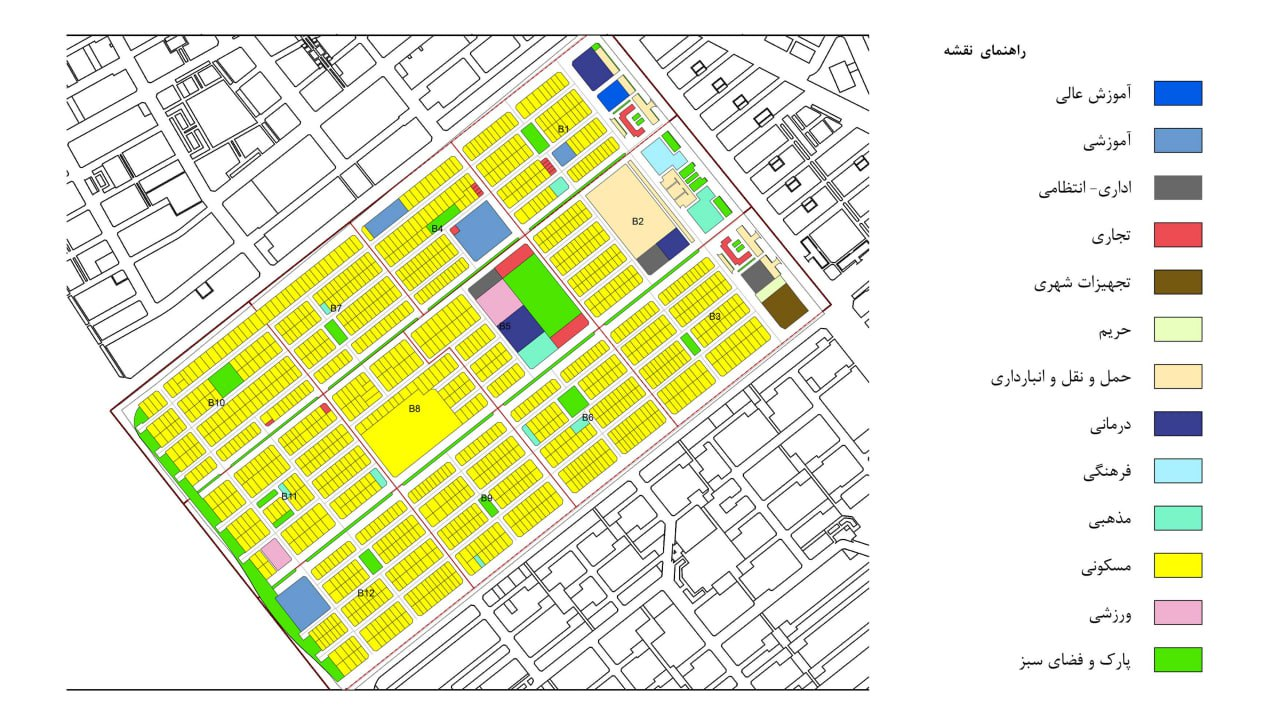 راهنمای نقشه
آموزش عالی
آموزشی
اداری- انتظامی
تجاری
تجهیزات شهری
حریم
حمل و نقل و انبارداری
درمانی
فرهنگی
مذهبی
مسکونی
ورزشی
پارک و فضای سبز
B1
B2
B4
B7
B3
B5
B10
B8
B6
B11
B9
B12